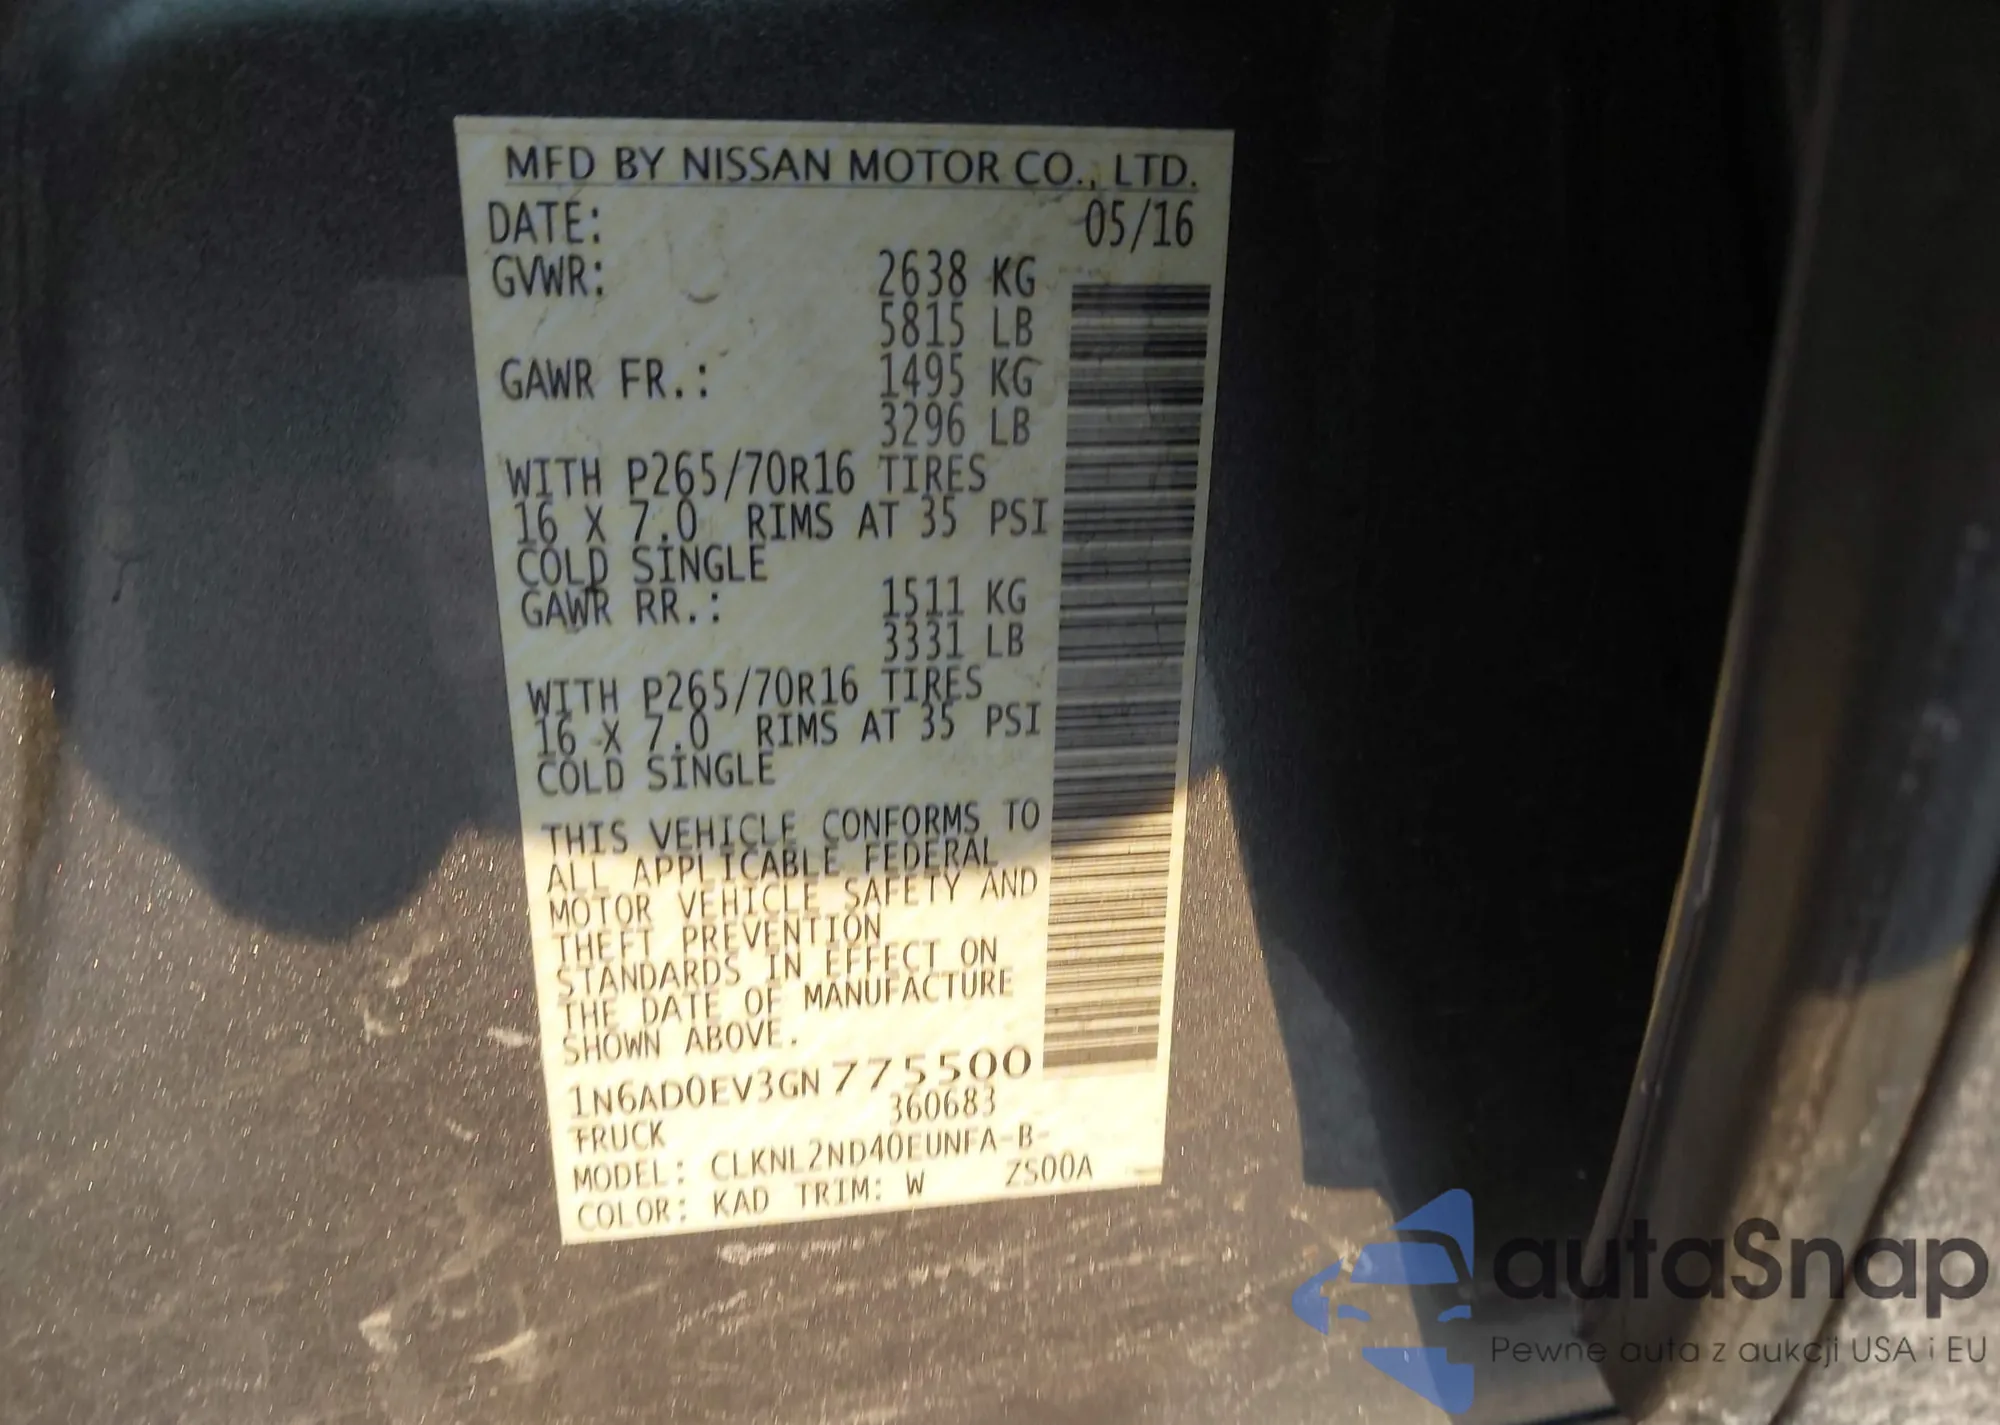 MFD BY NISSAN MOTOR CO., LTD.
DATE: 05/16
GVWR: 2638 KG
5815 LB
GAWR FR.: 1495 KG
3296 LB
WITH P265/70R16 TIRES
16 X 7.0 RIMS AT 35 PSI
COLD SINGLE
GAWR RR.: 1511 KG
3331 LB
WITH P265/70R16 TIRES
16 X 7.0 RIMS AT 35 PSI
COLD SINGLE
THIS VEHICLE CONFORMS TO
ALL APPLICABLE FEDERAL
MOTOR VEHICLE SAFETY AND
THEFT PREVENTION
STANDARDS IN EFFECT ON
THE DATE OF MANUFACTURE
SHOWN ABOVE.
1N6AD0EV3GN775500
360683
TRUCK
MODEL: CLKNL2ND40EUNFA-B-
ZS00A
COLOR: KAD TRIM: W
autaSnap
Pewne auta z aukcji USA i EU